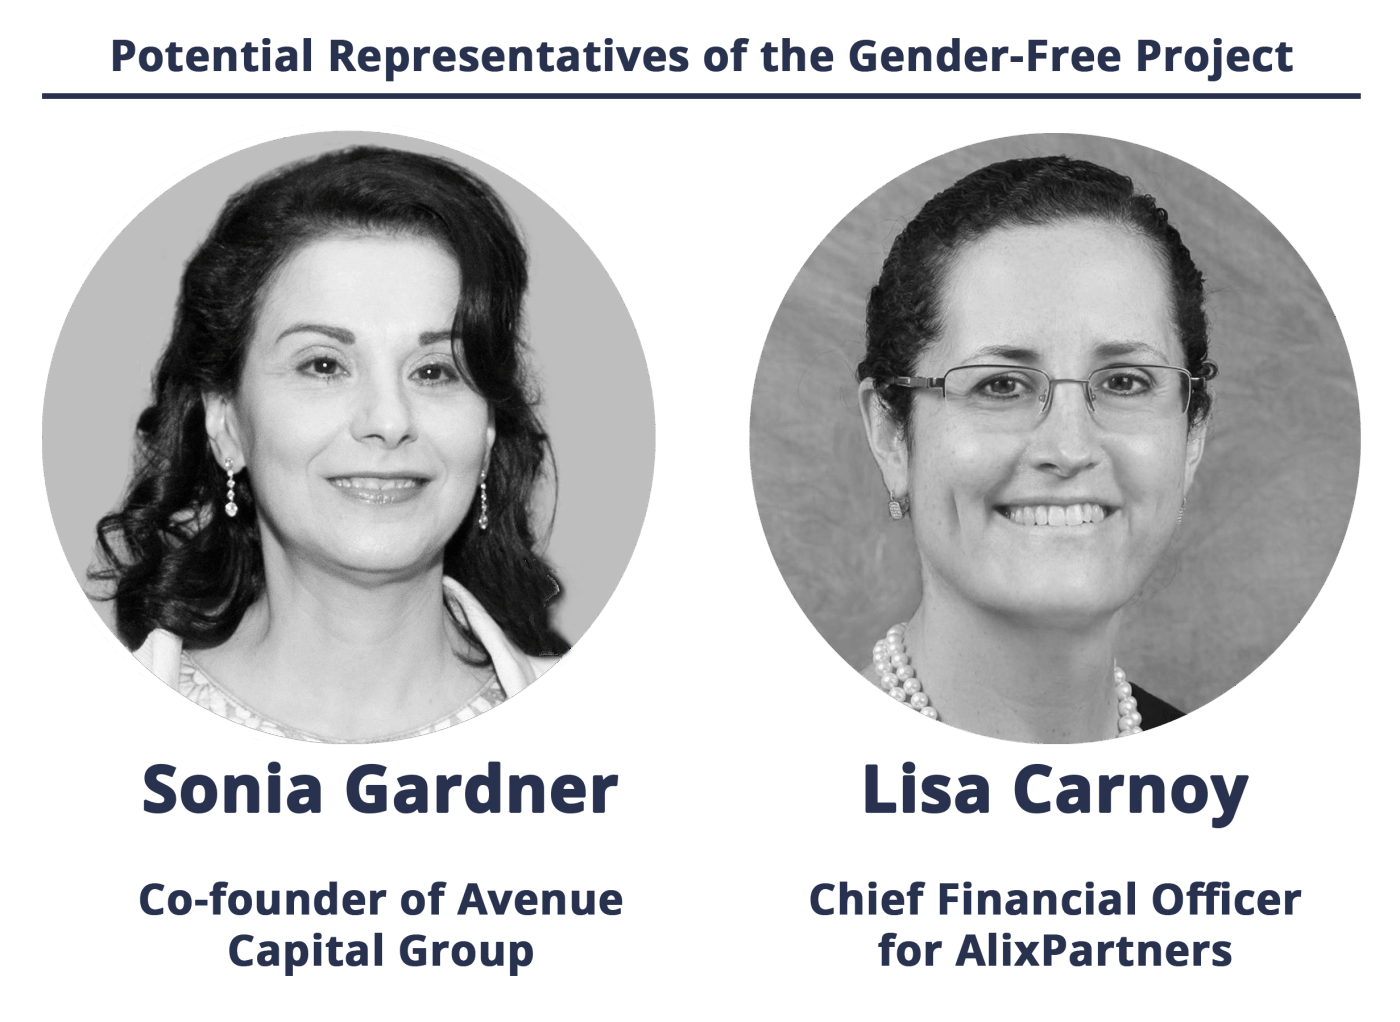 Potential Representatives of the Gender-Free Project
Sonia Gardner
Co-founder of Avenue
Capital Group
Lisa Carnoy
Chief Financial Officer
for AlixPartners